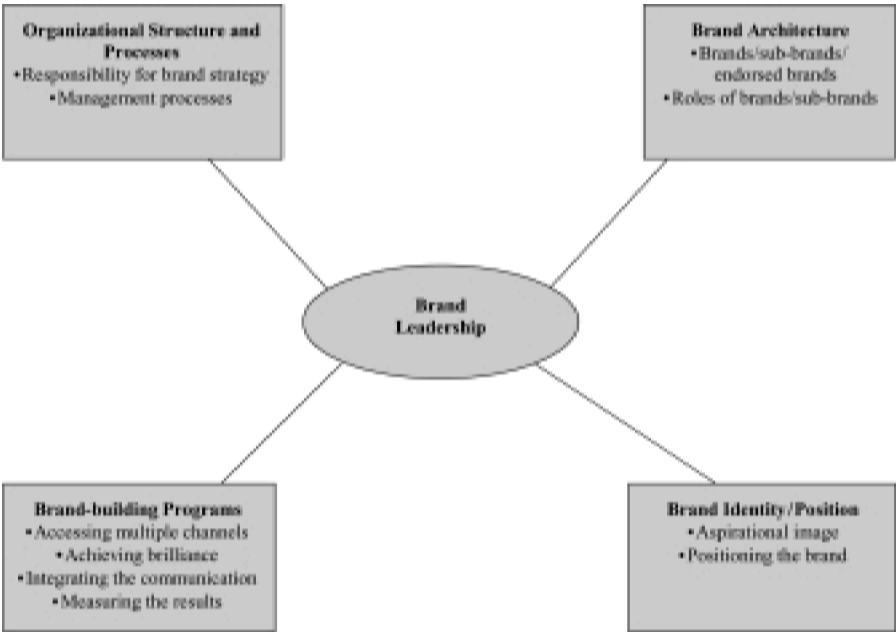 Organizational Structure and
Processes
•Responsibility for brand strategy
•Management processes
Brand Architecture
•Brands/sub-brands/
endorsed brands
•Roles of brands/sub-brands
Brand
Leadership
Brand-building Programs
•Accessing multiple channels
•Achieving brilliance
•Integrating the communication
•Measuring the results
Brand Identity/Position
•Aspirational image
•Positioning the brand